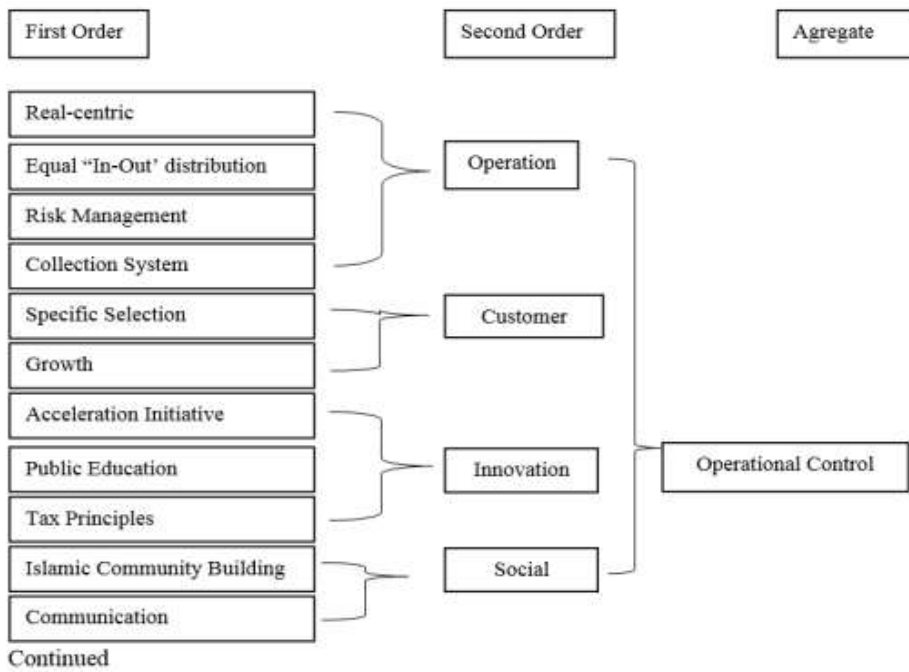 First Order
Second Order
Agregate
Real-centric
Equal “In-Out’ distribution
Operation
Risk Management
Collection System
Specific Selection
Customer
Growth
Acceleration Initiative
Public Education
Innovation
Operational Control
Tax Principles
Islamic Community Building
Social
Communication
Continued